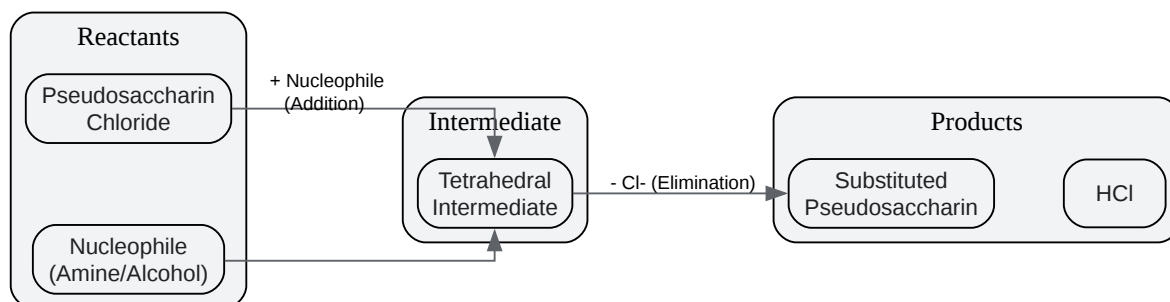 Reactants
Pseudosaccharin
Chloride
Nucleophile
(Amine/Alcohol)
+ Nucleophile
(Addition)
Intermediate
Tetrahedral
Intermediate
- Cl- (Elimination)
Products
Substituted
Pseudosaccharin
HCl